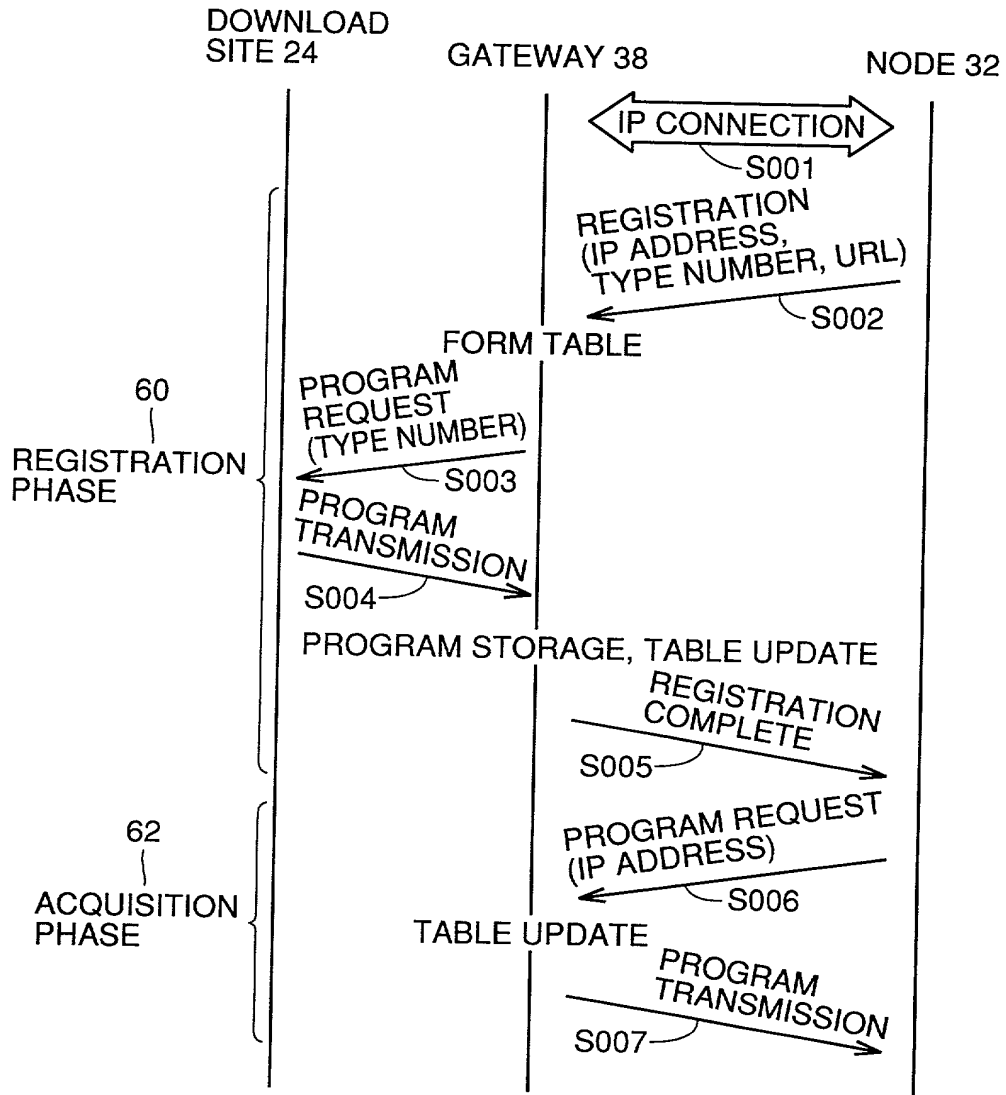 DOWNLOAD
SITE 24
GATEWAY 38
NODE 32
IP CONNECTION
S001
REGISTRATION
(IP ADDRESS,
TYPE NUMBER, URL)
S002
FORM TABLE
PROGRAM
REQUEST
(TYPE NUMBER)
S003
60
REGISTRATION
PHASE
PROGRAM
TRANSMISSION
S004
PROGRAM STORAGE, TABLE UPDATE
REGISTRATION
COMPLETE
S005
62
ACQUISITION
PHASE
PROGRAM REQUEST
(IP ADDRESS)
S006
TABLE UPDATE
PROGRAM
TRANSMISSION
S007